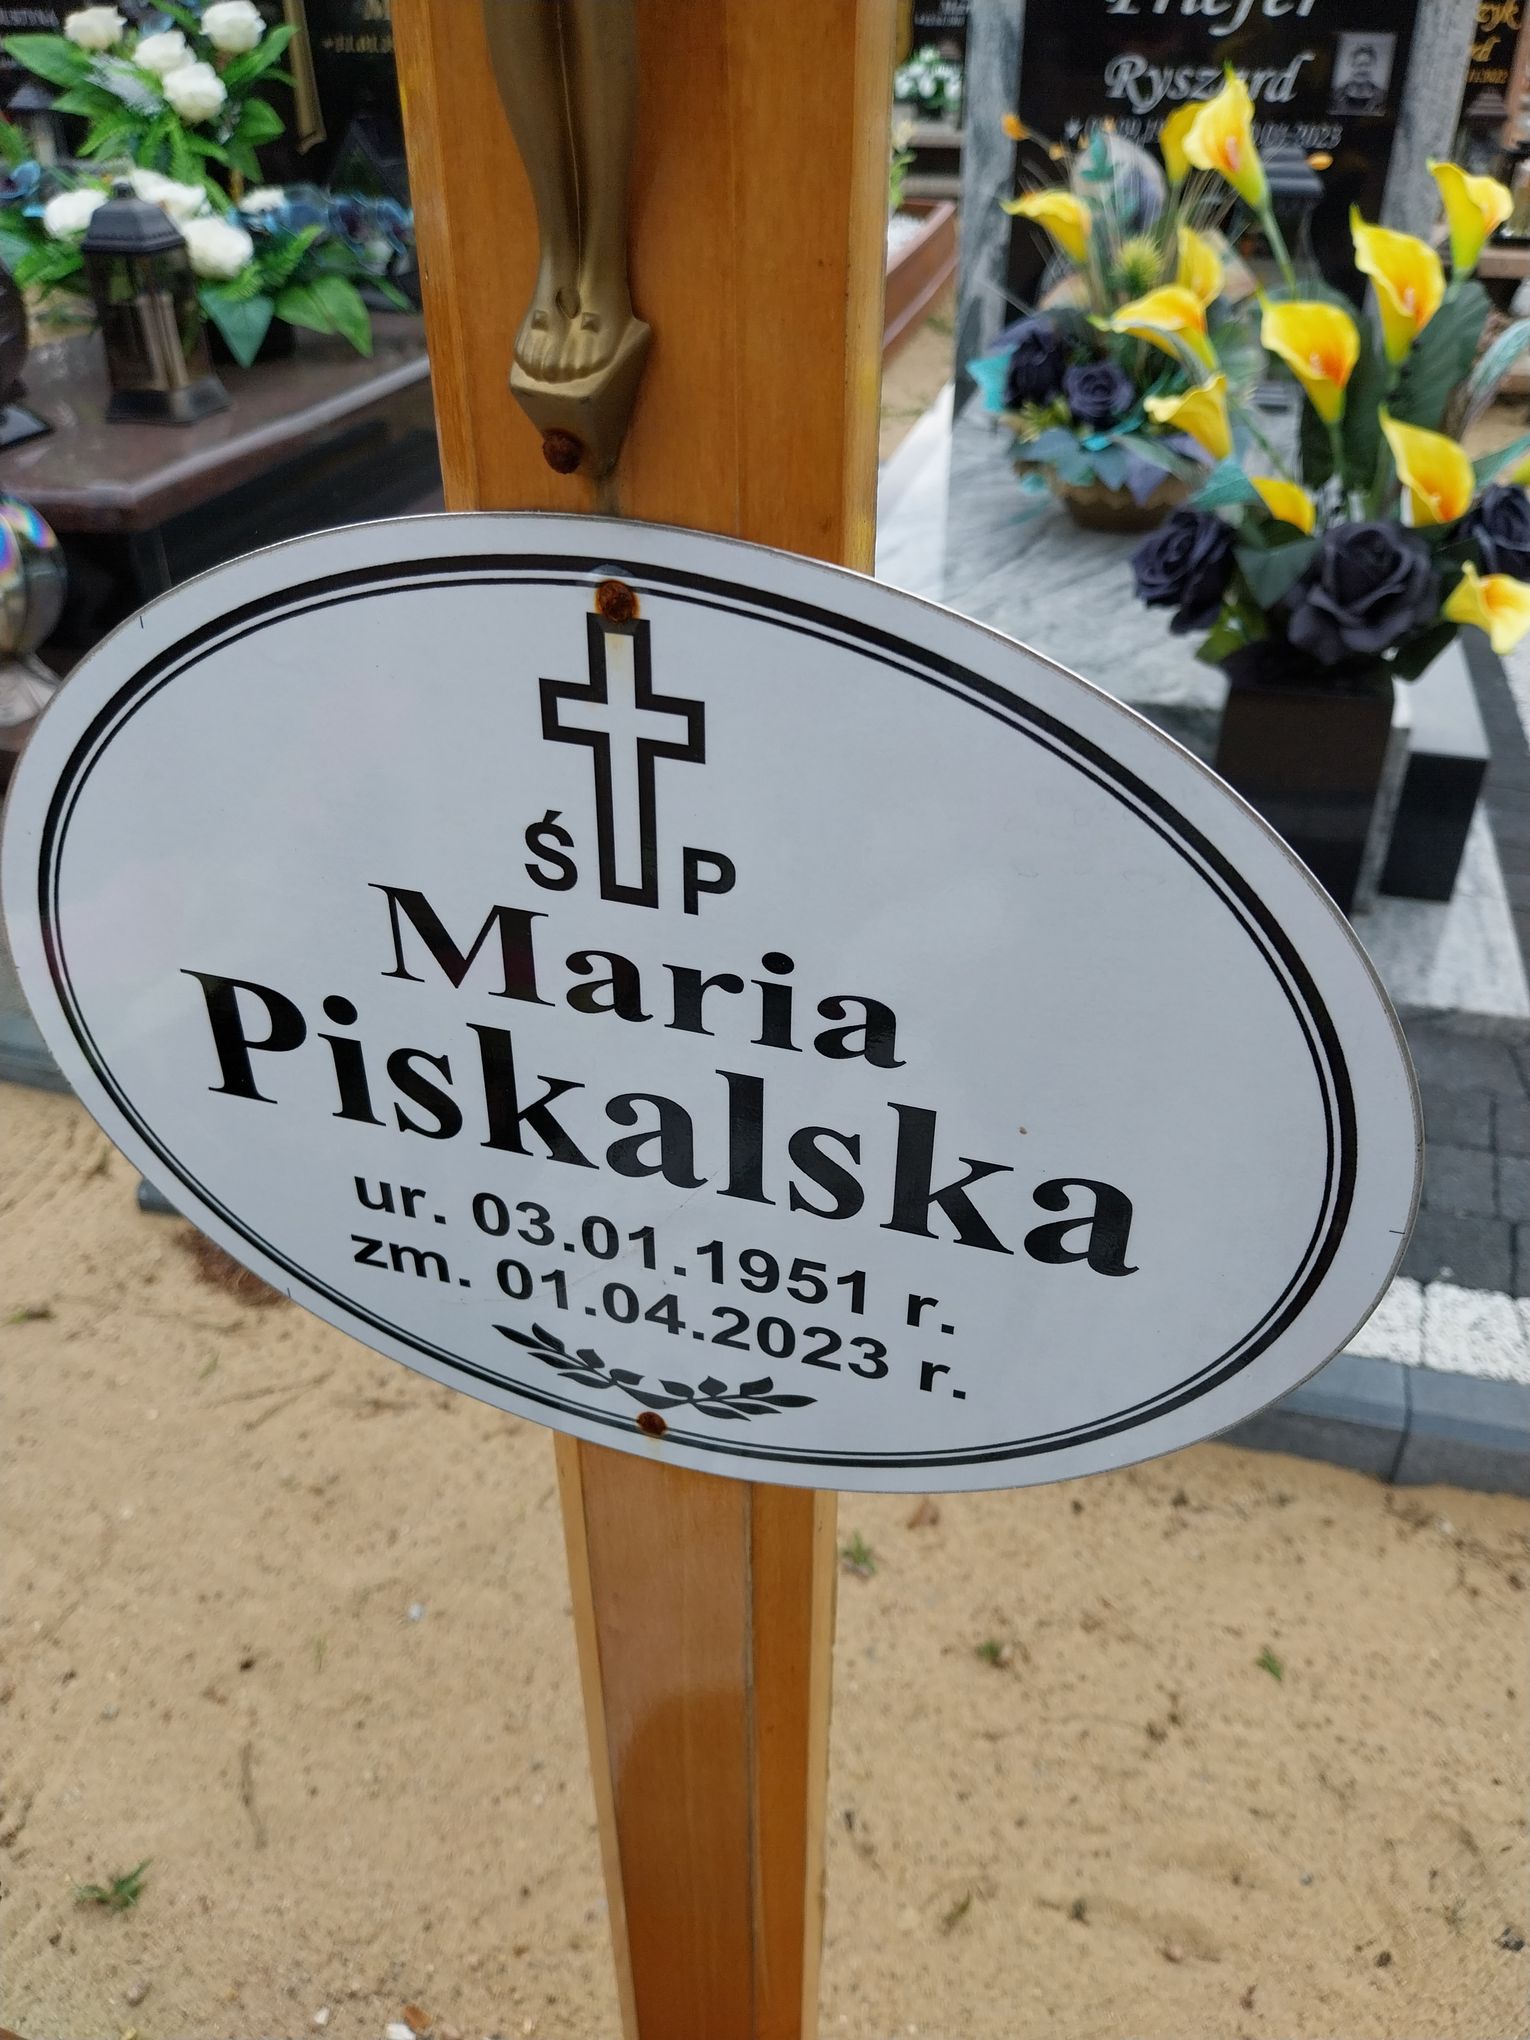 Ryszard
Ś P
Maria
Piskalska
ur. 03.01.1951 r.
zm. 01.04.2023 r.